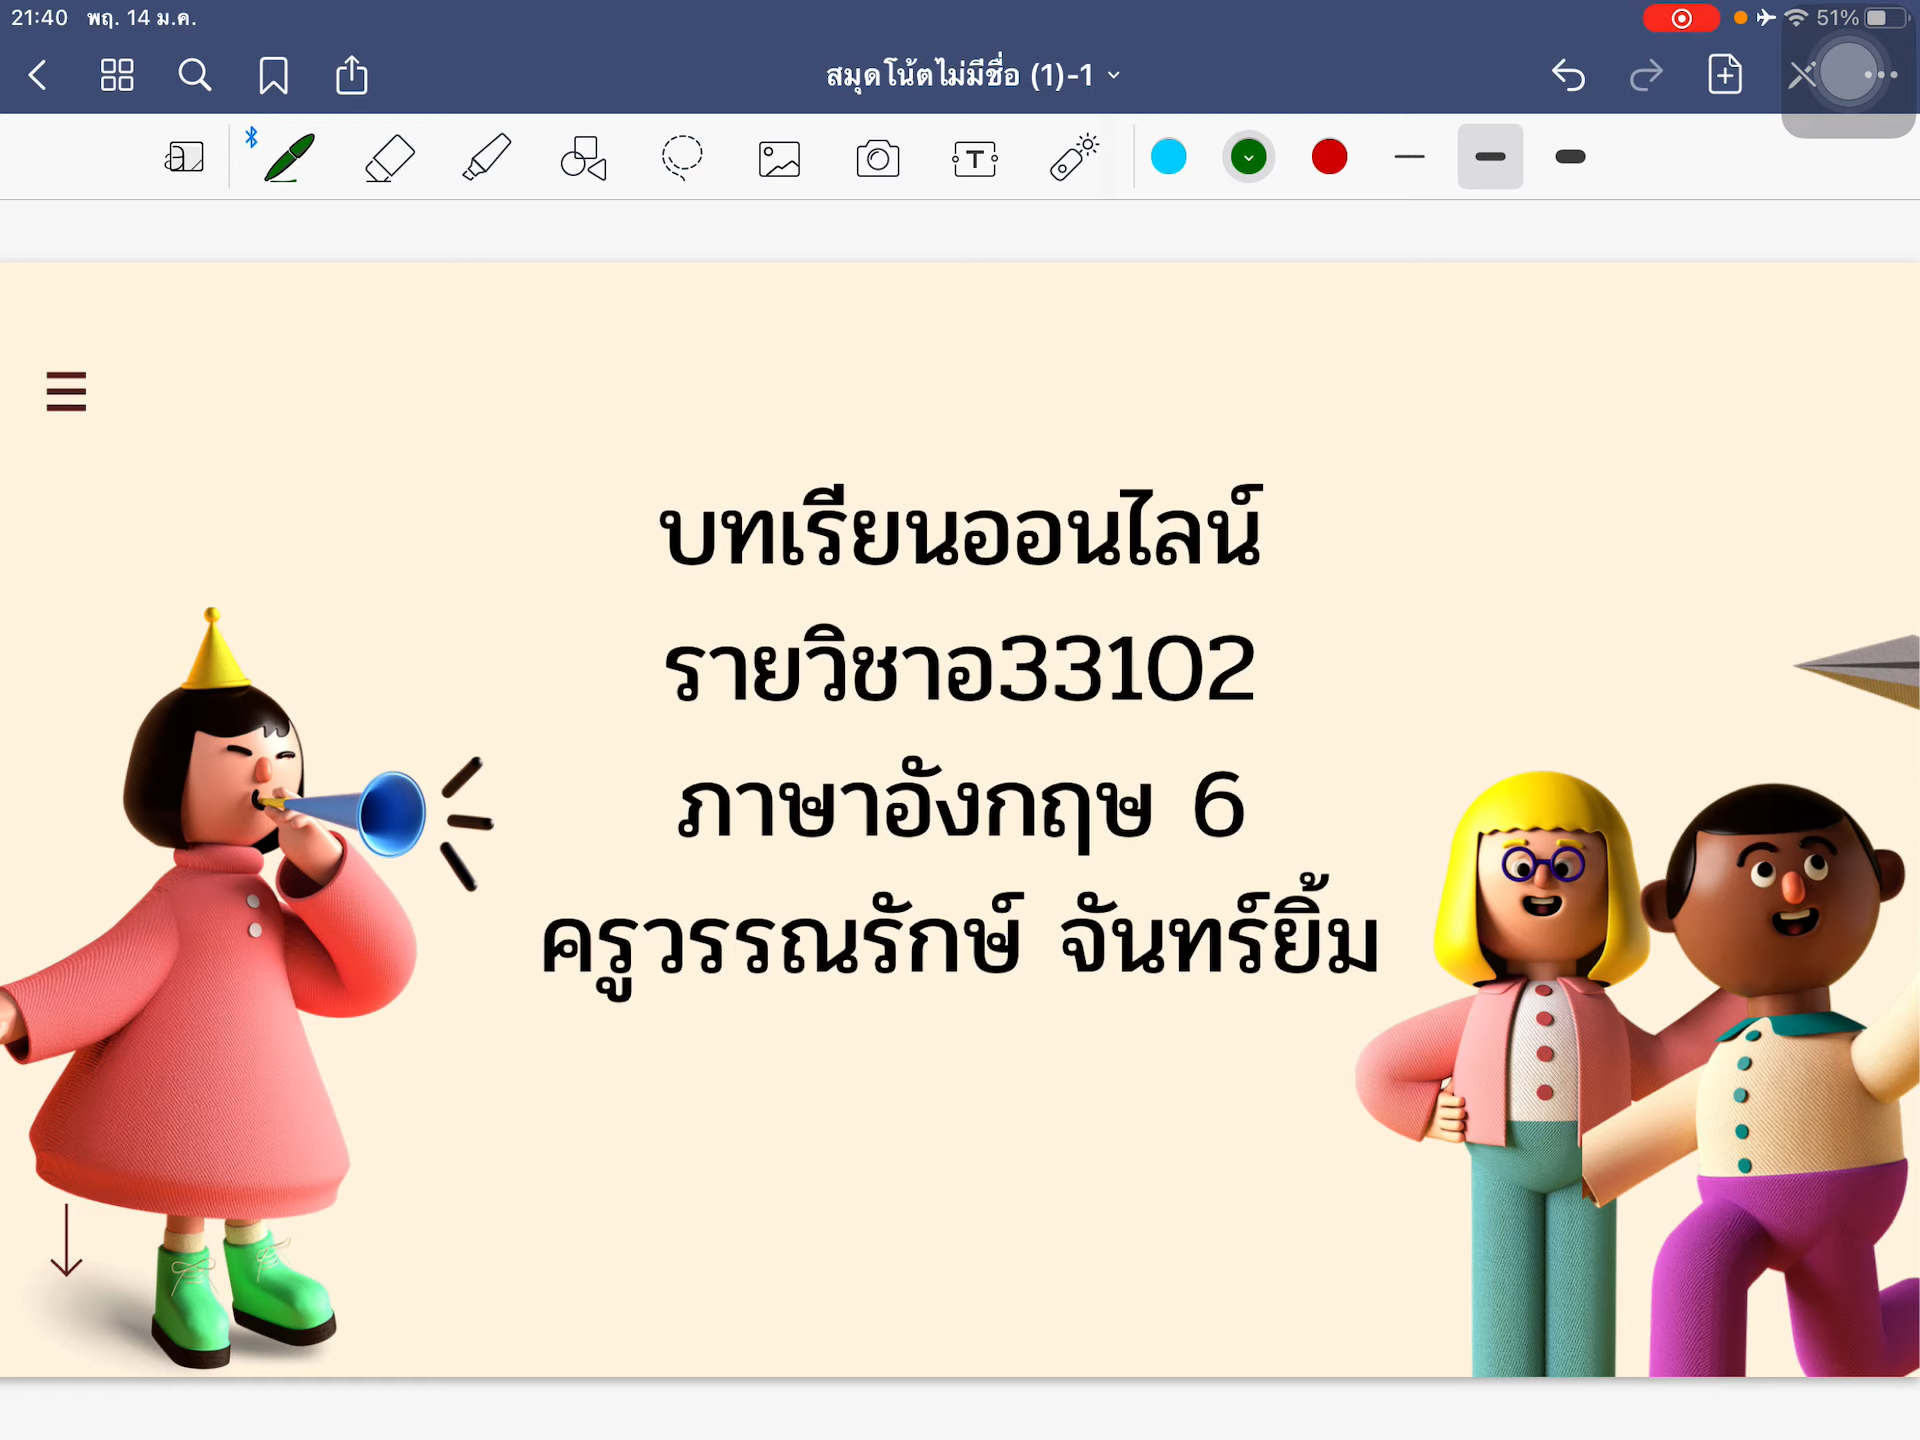 21:40 พฤ. 14 ม.ค.
51%
สมุดโน้ตไม่มีชื่อ (1)-1
T
บทเรียนออนไลน์
รายวิชาอ33102
ภาษาอังกฤษ 6
ครูวรรณรักษ์ จันทร์ยิ้ม